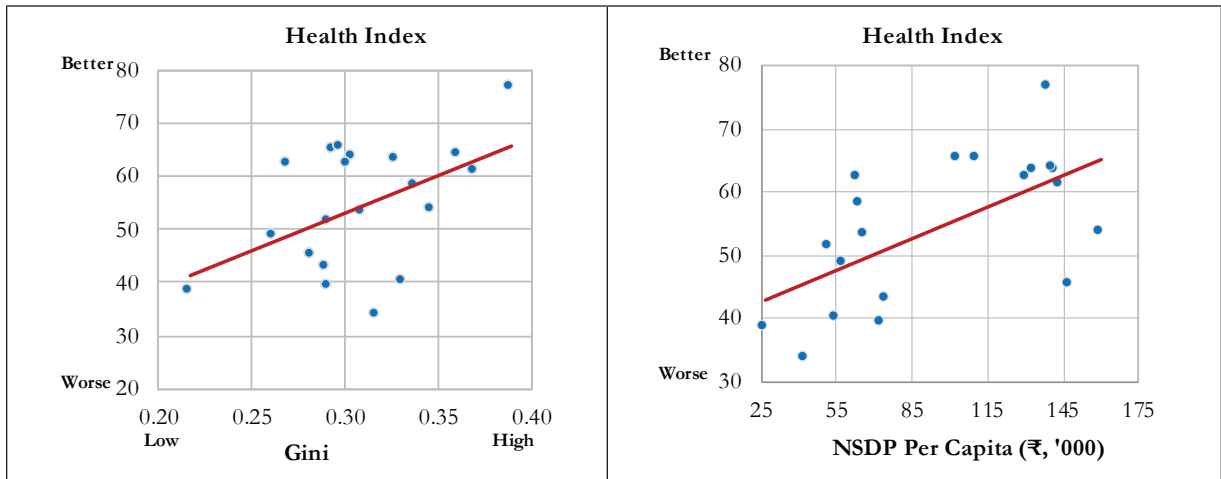 Health Index
Better
80
70
60
50
40
30
Worse
20
0.20 0.25 0.30 0.35 0.40
Low High
Gini
Health Index
Better
80
70
60
50
40
Worse
30
25 55 85 115 145 175
NSDP Per Capita (₹, '000)